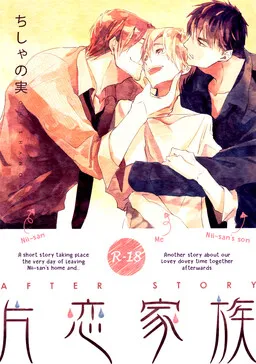 ちしゃの実
Nii-san
Me
Nii-san's son
R-18
A short story taking place
the very day of leaving
Nii-san's home and..
Another story about our
Lovey dovey time together
afterwards
AFTER STORY
片恋家族